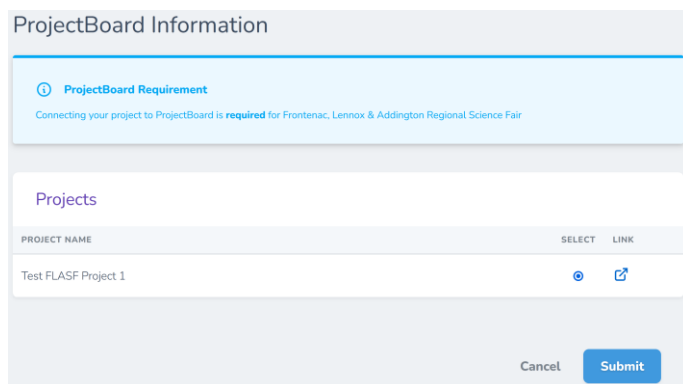 ProjectBoard Information
ProjectBoard Requirement
Connecting your project to ProjectBoard is required for Frontenac, Lennox & Addington Regional Science Fair
Projects
PROJECT NAME SELECT LINK
Test FLASF Project 1
Cancel Submit